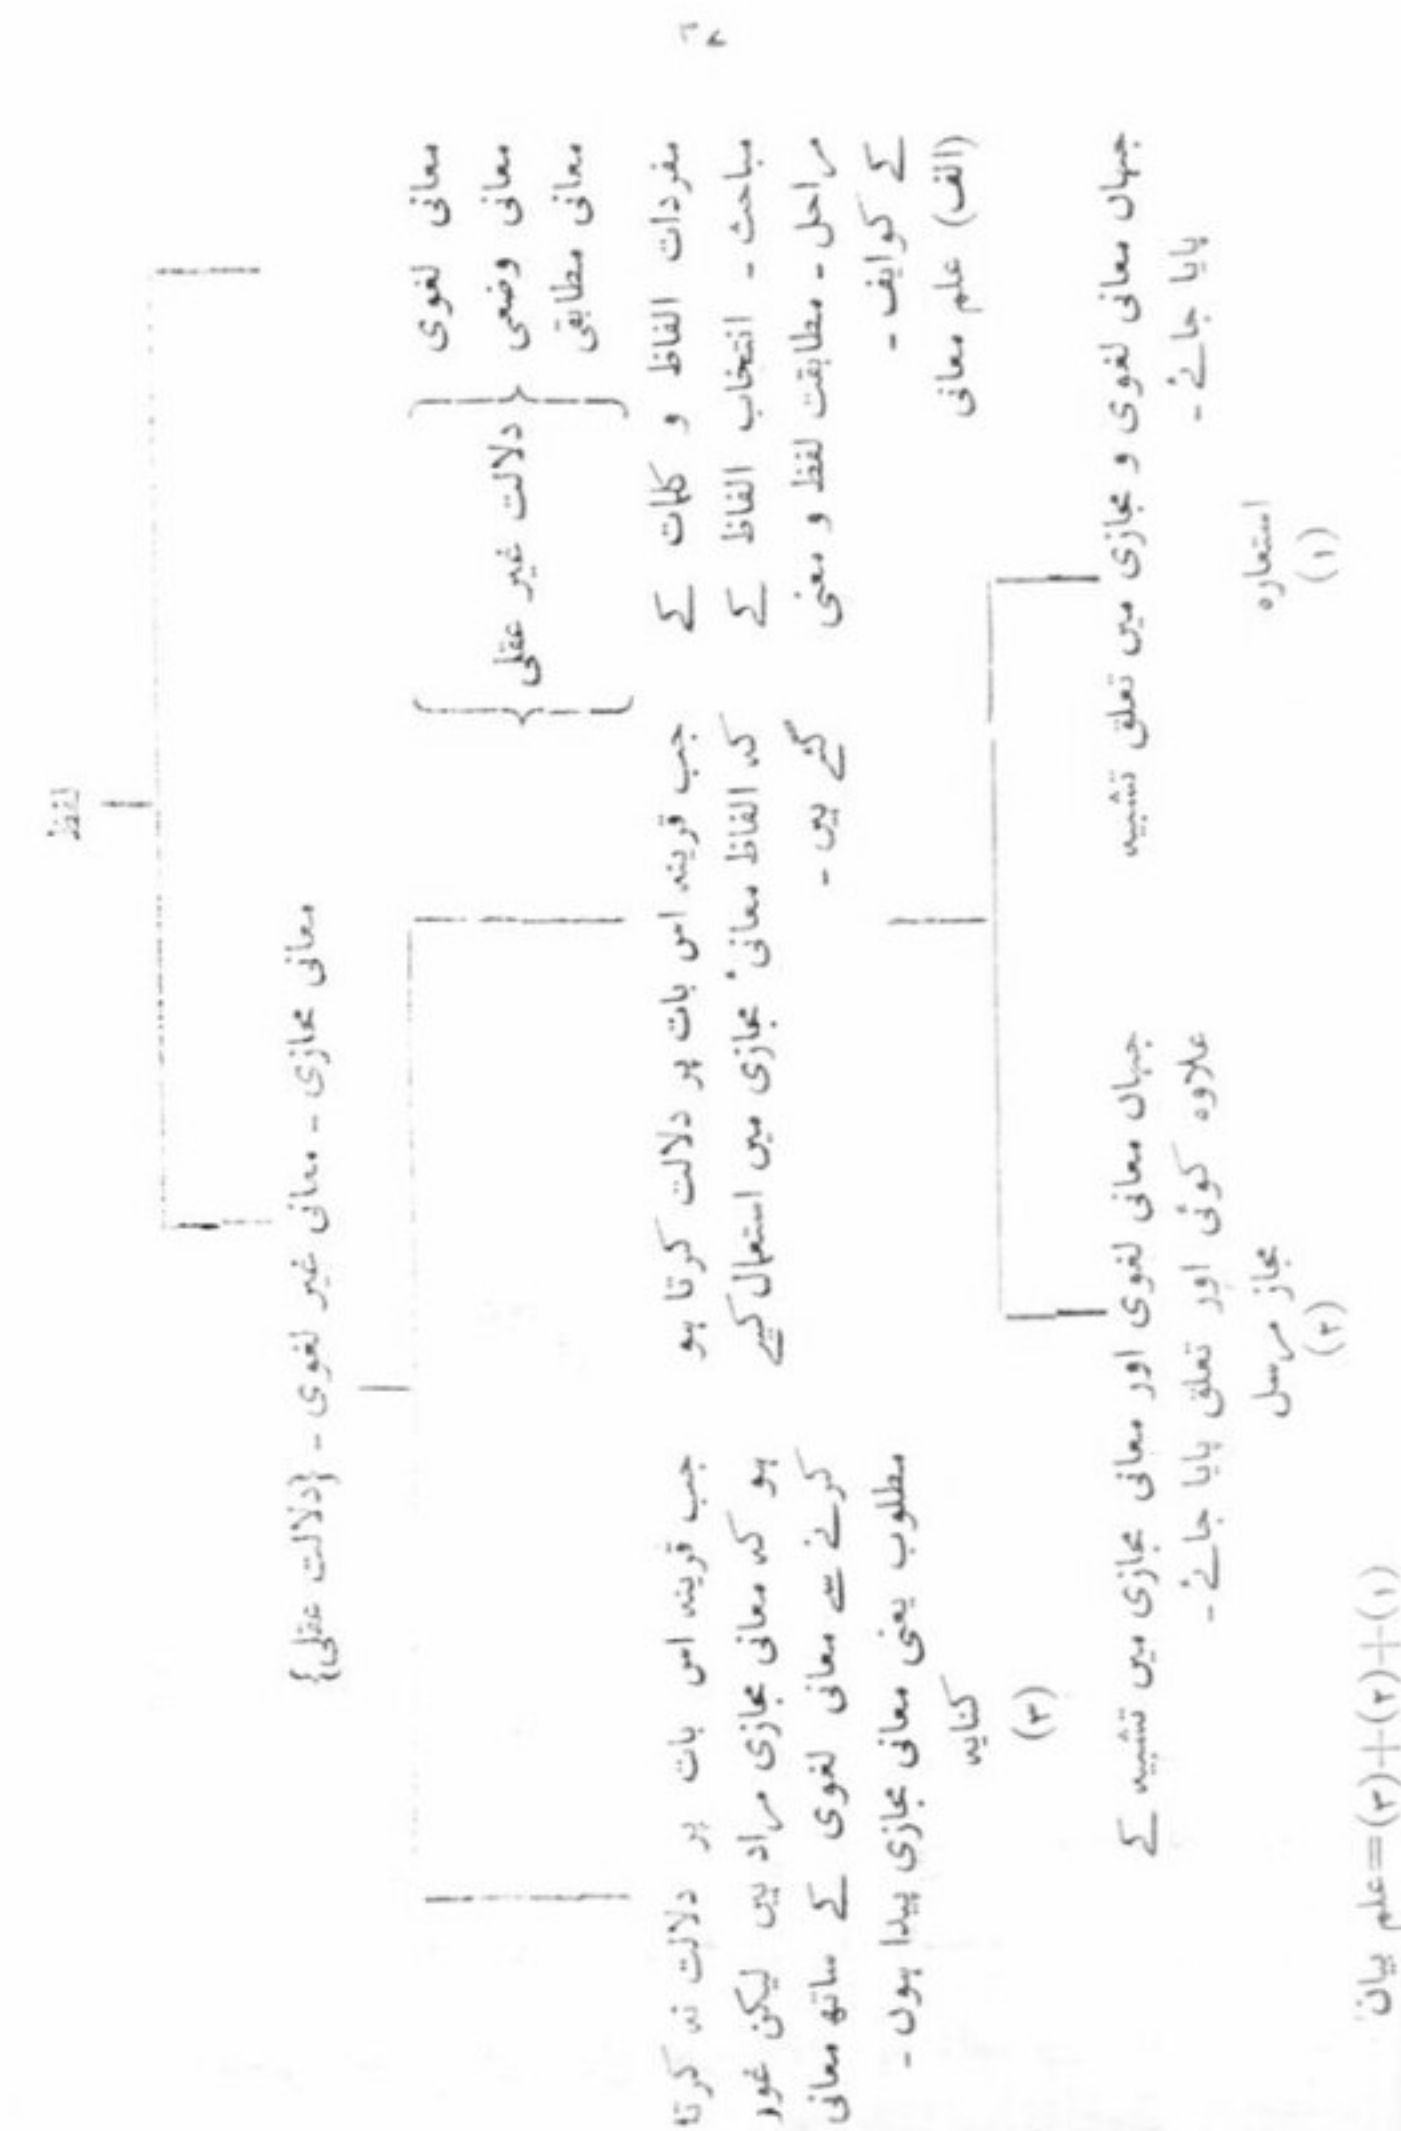 لفظ
معانی لغوی
معانی وضعی
معانی مطابقی
دلالت غیر عقلی
مفردات الفاظ و کلمات کے
مباحث - انتخاب الفاظ کے
مراحل - مطابقت لفظ و معنی
کے کوایف -
(الف) علم معانی
معانی مجازی - معانی غیر لغوی - {دلالت عقلی}
جب قرینہ اس بات پر دلالت کرتا ہو
کہ الفاظ معانی مجازی میں استعمال کیے
گئے ہیں -
جہاں معانی لغوی و مجازی میں تعلق تشبیہ
پایا جائے -
استعارہ
(۱)
جہاں معانی لغوی اور معانی مجازی میں تشبیہ کے
علاوہ کوئی اور تعلق پایا جائے -
مجاز مرسل
(۲)
جب قرینہ اس بات پر دلالت نہ کرتا
ہو کہ معانی مجازی مراد ہیں لیکن غور
کرنے سے معانی لغوی کے ساتھ معانی
مطلوب یعنی معانی مجازی پیدا ہوں -
کنایہ
(۳)
(۱)+(۲)+(۳)=علم بیان